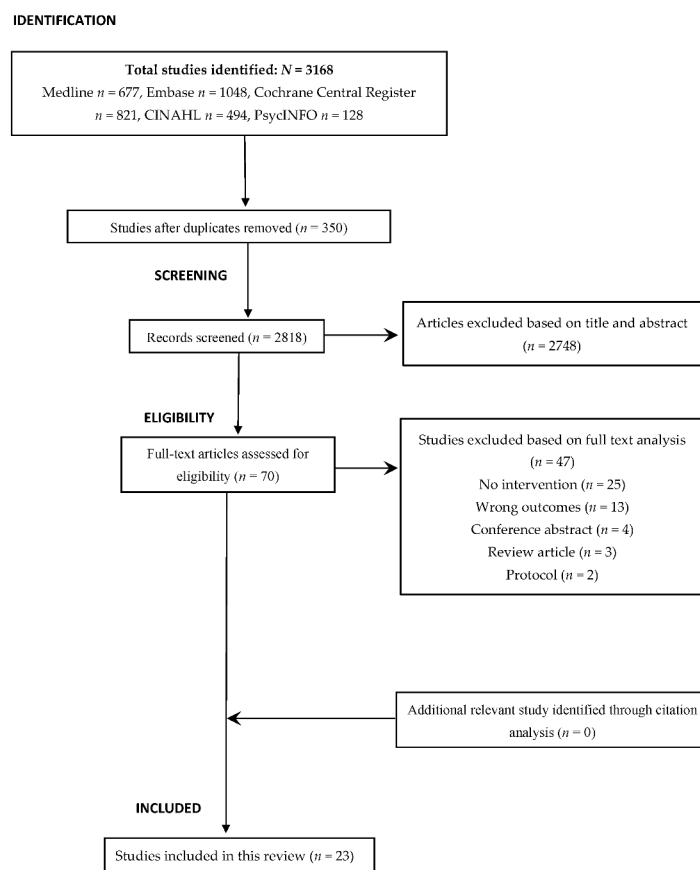 IDENTIFICATION
Total studies identified: N = 3168
Medline n = 677, Embase n = 1048, Cochrane Central Register
n = 821, CINAHL n = 494, PsycINFO n = 128
Studies after duplicates removed (n = 350)
SCREENING
Records screened (n = 2818)
Articles excluded based on title and abstract
(n = 2748)
ELIGIBILITY
Full-text articles assessed for
eligibility (n = 70)
Studies excluded based on full text analysis
(n = 47)
No intervention (n = 25)
Wrong outcomes (n = 13)
Conference abstract (n = 4)
Review article (n = 3)
Protocol (n = 2)
Additional relevant study identified through citation
analysis (n = 0)
INCLUDED
Studies included in this review (n = 23)